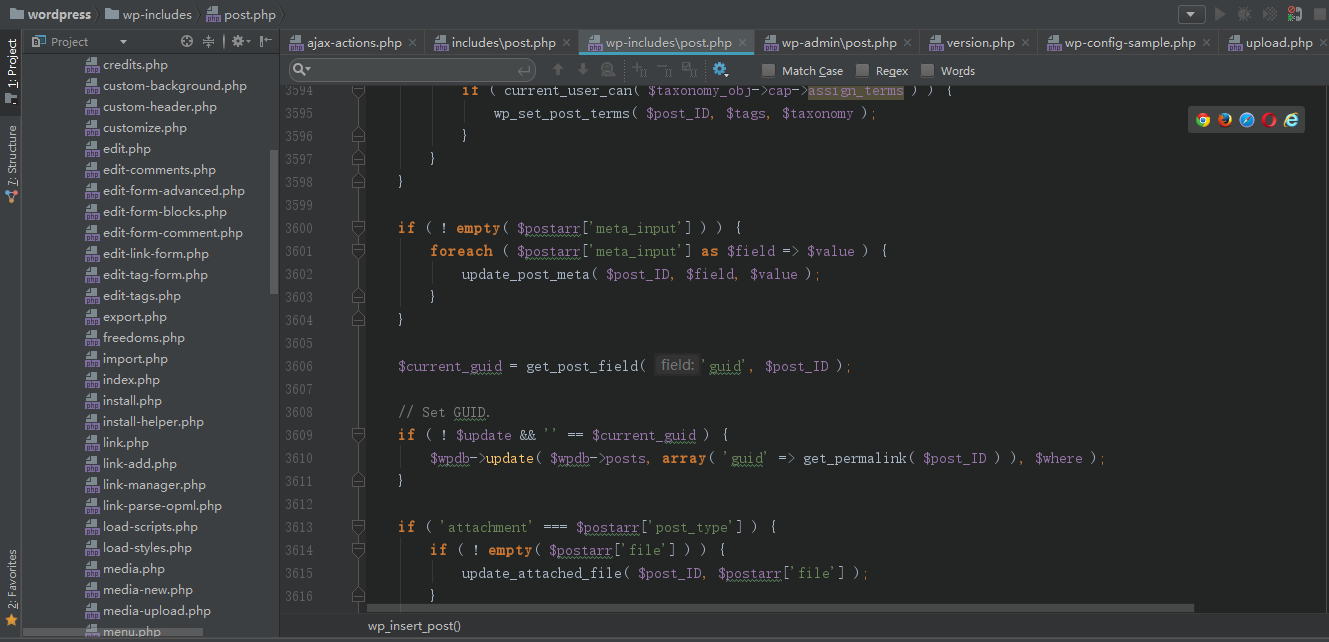 wordpress wp-includes post.php
1: Project
7: Structure
2: Favorites
Project
credits.php
custom-background.php
custom-header.php
customize.php
edit.php
edit-comments.php
edit-form-advanced.php
edit-form-blocks.php
edit-form-comment.php
edit-link-form.php
edit-tag-form.php
edit-tags.php
export.php
freedoms.php
import.php
index.php
install.php
install-helper.php
link.php
link-add.php
link-manager.php
link-parse-opml.php
load-scripts.php
load-styles.php
media.php
media-new.php
media-upload.php
menu.php
ajax-actions.php includes\post.php wp-includes\post.php wp-admin\post.php version.php wp-config-sample.php upload.php
Match Case Regex Words
3594 if ( current_user_can( $taxonomy_obj->cap->assign_terms ) ) {
3595 wp_set_post_terms( $post_ID, $tags, $taxonomy );
3596 }
3597 }
3598 }
3599
3600 if ( ! empty( $postarr['meta_input'] ) ) {
3601 foreach ( $postarr['meta_input'] as $field => $value ) {
3602 update_post_meta( $post_ID, $field, $value );
3603 }
3604 }
3605
3606 $current_guid = get_post_field( field: 'guid', $post_ID );
3607
3608 // Set GUID.
3609 if ( ! $update && '' == $current_guid ) {
3610 $wpdb->update( $wpdb->posts, array( 'guid' => get_permalink( $post_ID ) ), $where );
3611 }
3612
3613 if ( 'attachment' === $postarr['post_type'] ) {
3614 if ( ! empty( $postarr['file'] ) ) {
3615 update_attached_file( $post_ID, $postarr['file'] );
3616 }
wp_insert_post()